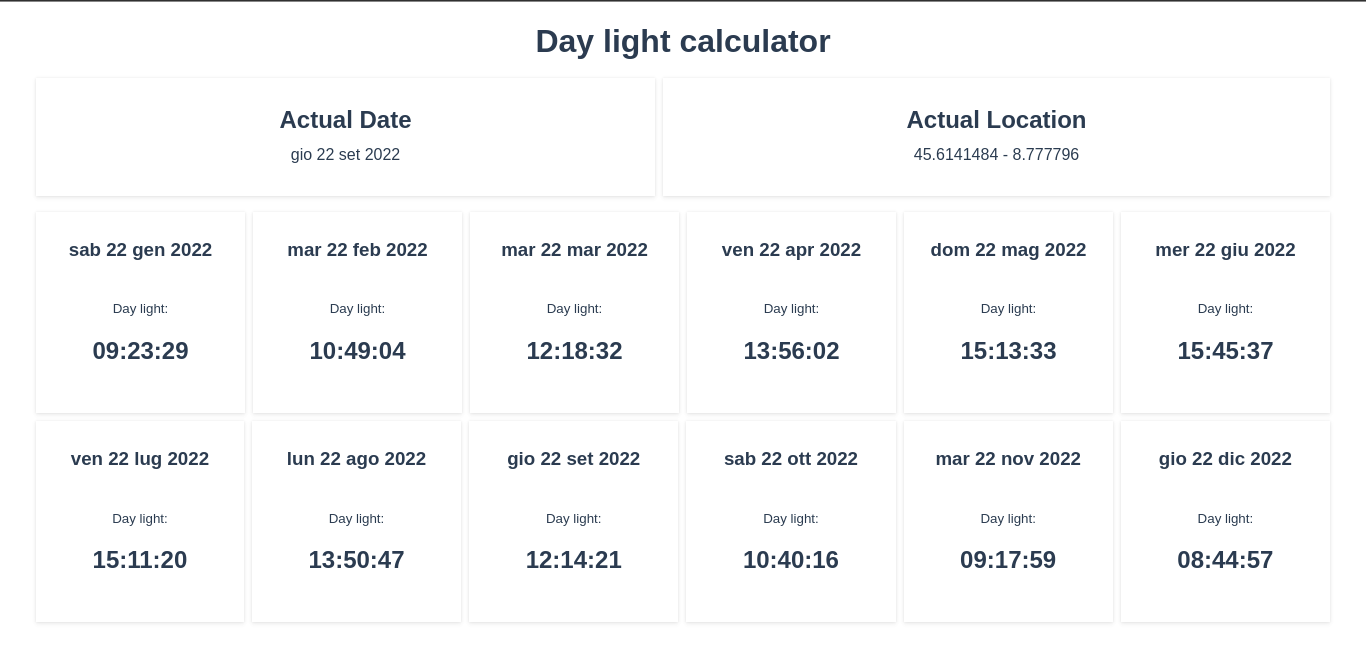 Day light calculator
Actual Date
gio 22 set 2022
Actual Location
45.6141484 - 8.777796
sab 22 gen 2022
Day light:
09:23:29
mar 22 feb 2022
Day light:
10:49:04
mar 22 mar 2022
Day light:
12:18:32
ven 22 apr 2022
Day light:
13:56:02
dom 22 mag 2022
Day light:
15:13:33
mer 22 giu 2022
Day light:
15:45:37
ven 22 lug 2022
Day light:
15:11:20
lun 22 ago 2022
Day light:
13:50:47
gio 22 set 2022
Day light:
12:14:21
sab 22 ott 2022
Day light:
10:40:16
mar 22 nov 2022
Day light:
09:17:59
gio 22 dic 2022
Day light:
08:44:57